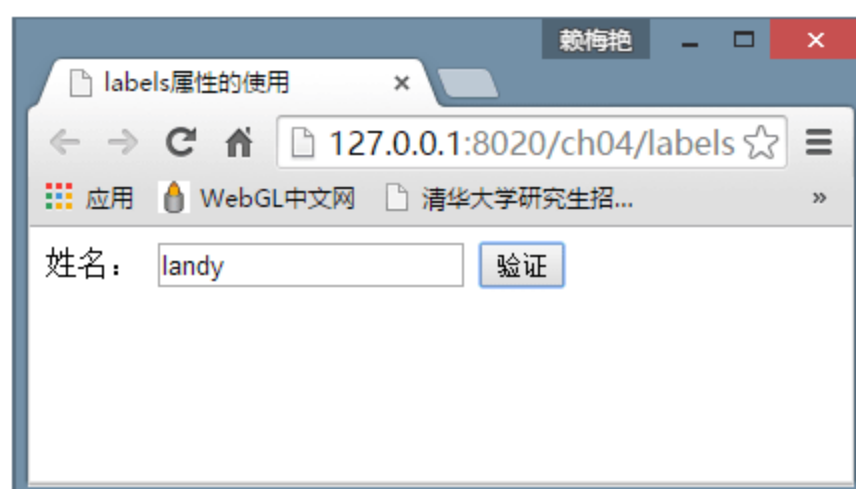 赖梅艳
labels属性的使用
127.0.0.1:8020/ch04/labels
应用 WebGL中文网 清华大学研究生招... »
姓名： landy 验证